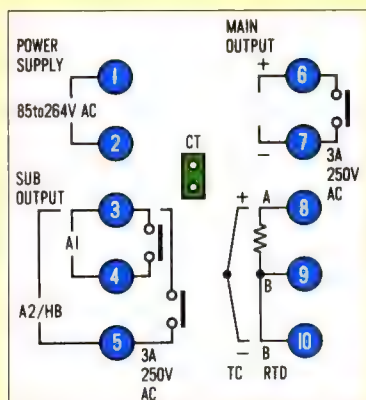 POWER
SUPPLY
1
85to264V AC
2
MAIN
OUTPUT
+
6
-
7
3A
250V
AC
CT
SUB
OUTPUT
3
A1
4
A2/HB
5
3A
250V
AC
+ A
8
B
9
- B
10
TC RTD